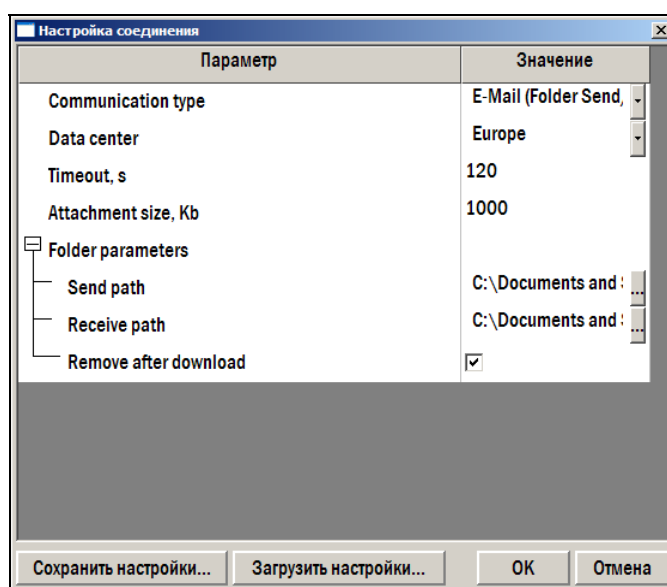 Настройка соединения
Параметр Значение
Communication type E-Mail (Folder Send,
Data center Europe
Timeout, s 120
Attachment size, Kb 1000
Folder parameters
Send path C:\Documents and ...
Receive path C:\Documents and ...
Remove after download
Сохранить настройки... Загрузить настройки... OK Отмена